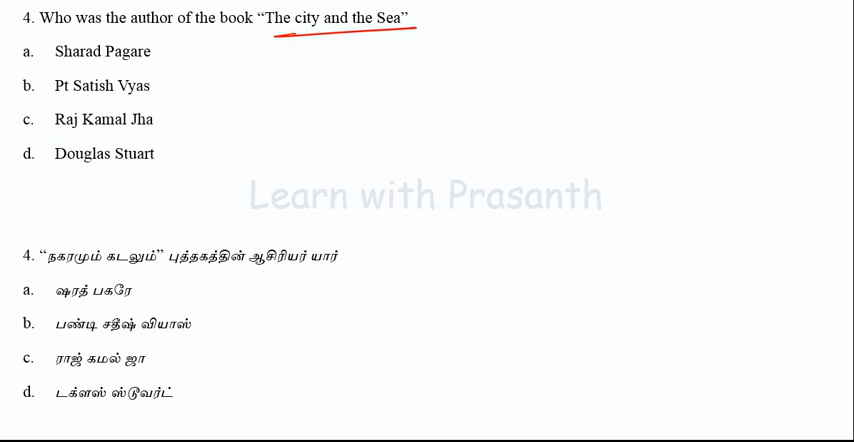 4. Who was the author of the book “The city and the Sea”
a. Sharad Pagare
b. Pt Satish Vyas
c. Raj Kamal Jha
d. Douglas Stuart
Learn with Prasanth
4. “நகரமும் கடலும்” புத்தகத்தின் ஆசிரியர் யார்
a. ஷரத் பகரே
b. பண்டி சதீஷ் வியாஸ்
c. ராஜ் கமல் ஜா
d. டக்ளஸ் ஸ்டூவர்ட்